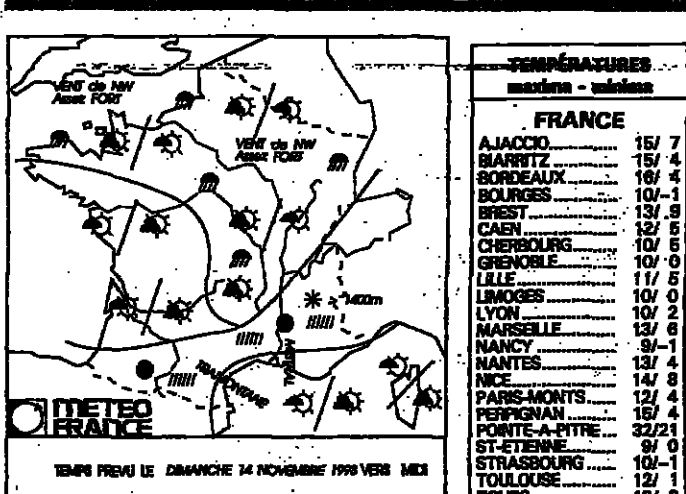 VENT de NW
Assez FORT
VENT de NW
Assez FORT
1400m
TRAMONTANE
MISTRAL
METEO
FRANCE
TEMPS PREVU LE DIMANCHE 14 NOVEMBRE 1993 VERS MIDI
TEMPÉRATURES
maxima - minima
FRANCE
AJACCIO 15/ 7
BIARRITZ 15/ 4
BORDEAUX 16/ 4
BOURGES 10/-1
BREST 13/ 9
CAEN 12/ 5
CHERBOURG 10/ 5
GRENOBLE 10/ 0
LILLE 11/ 5
LIMOGES 10/ 0
LYON 10/ 2
MARSEILLE 13/ 6
NANCY 9/-1
NANTES 13/ 4
NICE 14/ 8
PARIS-MONTS 12/ 4
PERPIGNAN 15/ 4
POINTE-A-PITRE 32/21
ST-ETIENNE 9/ 0
STRASBOURG 10/-1
TOULOUSE 12/ 1